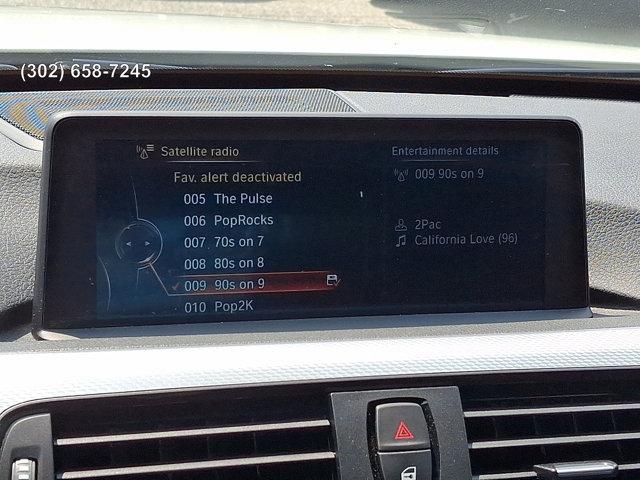 (302) 658-7245
Satellite radio
Fav. alert deactivated
005 The Pulse
006 PopRocks
007 70s on 7
008 80s on 8
009 90s on 9
010 Pop2K
Entertainment details
009 90s on 9
2Pac
California Love (96)